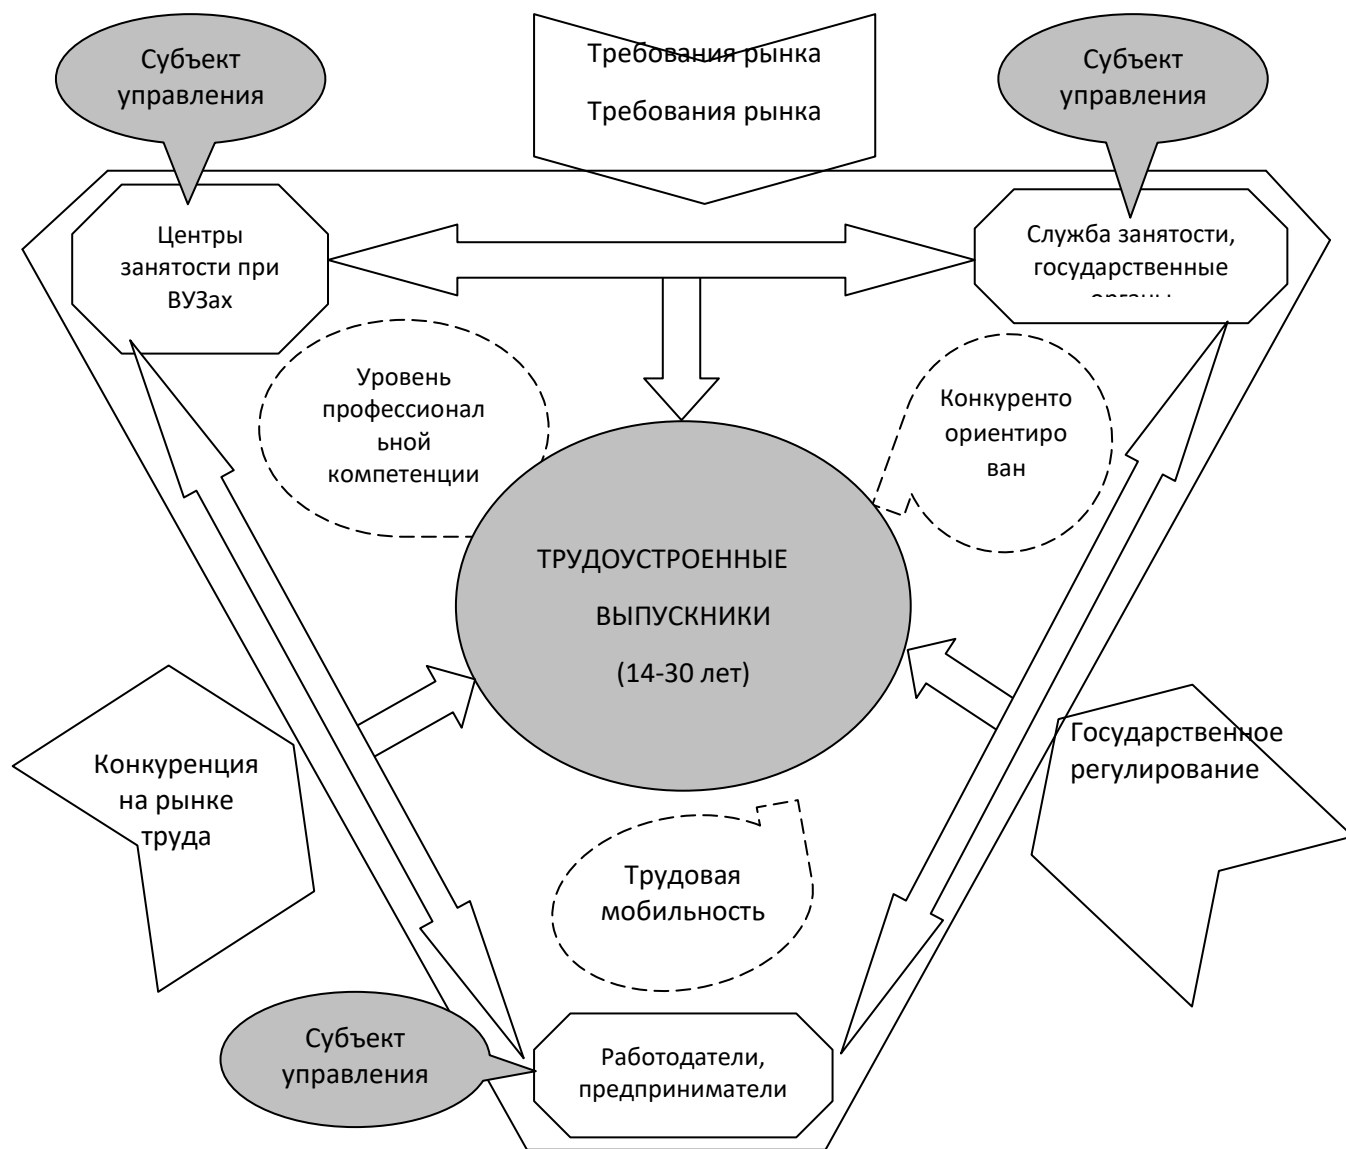 Субъект
управления
Требования рынка
Требования рынка
Субъект
управления
Центры
занятости при
ВУЗах
Служба занятости,
государственные
органы
Уровень
профессионал
ьной
компетенции
Конкуренто
ориентиро
ван
ТРУДОУСТРОЕННЫЕ
ВЫПУСКНИКИ
(14-30 лет)
Конкуренция
на рынке
труда
Государственное
регулирование
Трудовая
мобильность
Субъект
управления
Работодатели,
предприниматели